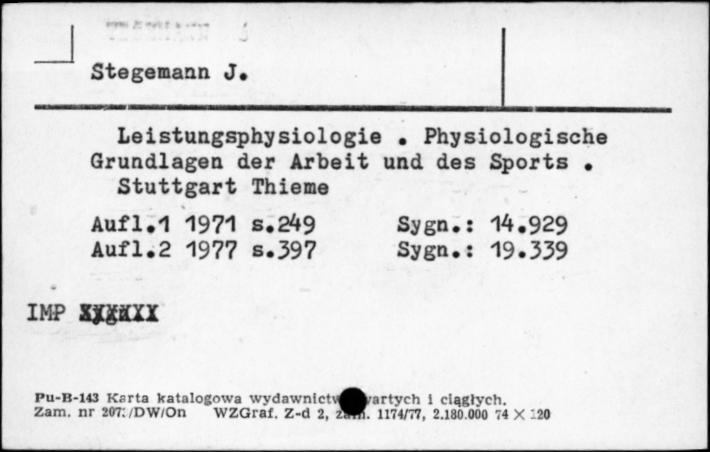 Stegemann J.
Leistungsphysiologie . Physiologische
Grundlagen der Arbeit und des Sports .
Stuttgart Thieme
Aufl.1 1971 s.249 Sygn.: 14.929
Aufl.2 1977 s.397 Sygn.: 19.339
IMP
Pu-B-143 Karta katalogowa wydawnictw i ciągłych.
Zam. nr /DW/On WZGraf. Z-d 2, zam. 1174/77, 2.180.000 74 X 120